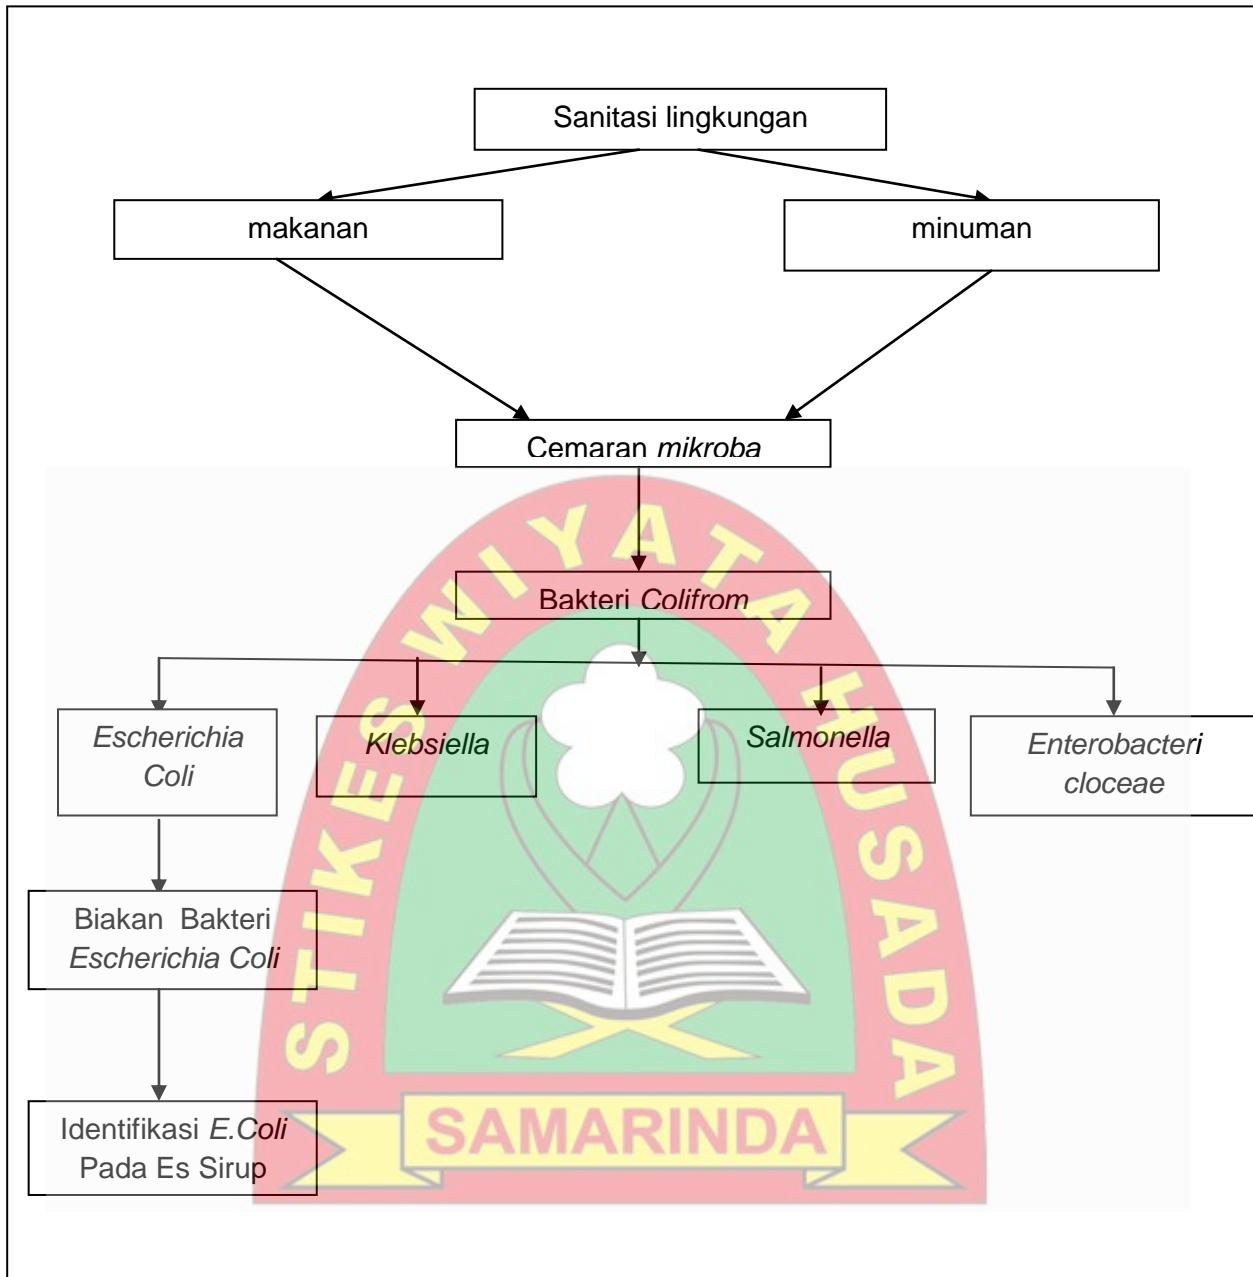 Sanitasi lingkungan
makanan
minuman
Cemaran mikroba
Bakteri Colifrom
Escherichia
Coli
Klebsiella
Salmonella
Enterobacteri
cloceae
Biakan Bakteri
Escherichia Coli
Identifikasi E.Coli
Pada Es Sirup
STIKES WIYATA HUSADA
SAMARINDA